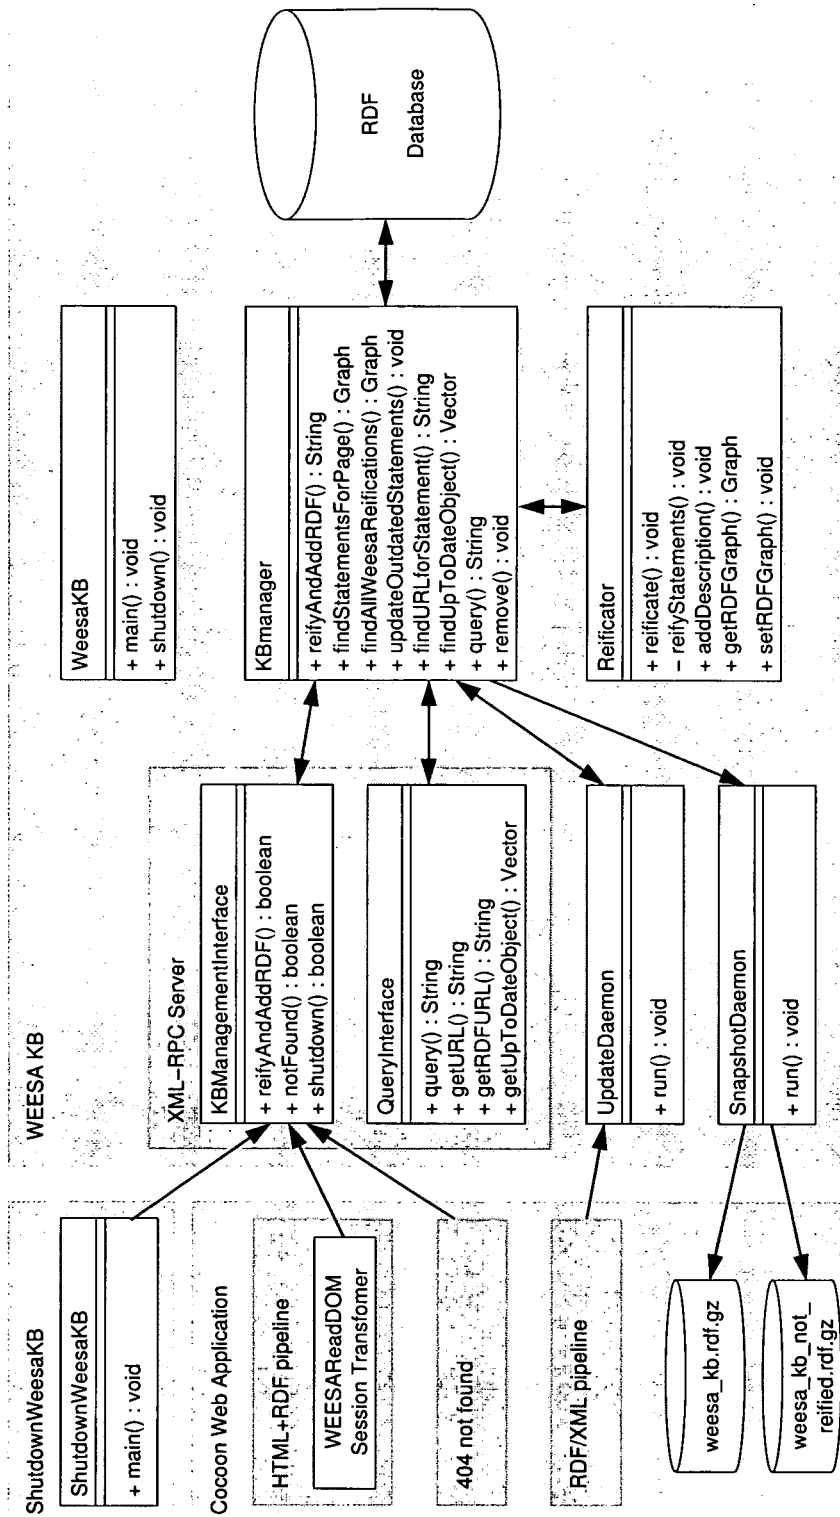 ShutdownWeesaKB
ShutdownWeesaKB
+ main() : void
Cocoon Web Application
HTML+RDF pipeline
WEESAReadDOM
Session Transfomer
404 not found
RDF/XML pipeline
weesa_kb.rdf.gz
weesa_kb_not_
reified.rdf.gz
WEESA KB
XML-RPC Server
KBManagementInterface
+ reifyAndAddRDF() : boolean
+ notFound() : boolean
+ shutdown() : boolean
QueryInterface
+ query() : String
+ getURL() : String
+ getRDFURL() : String
+ getUpToDateObject() : Vector
UpdateDaemon
+ run() : void
SnapshotDaemon
+ run() : void
WeesaKB
+ main() : void
+ shutdown() : void
KBmanager
+ reifyAndAddRDF() : String
+ findStatementsForPage() : Graph
+ findAllWeesaReifications() : Graph
+ updateOutdatedStatements() : void
+ findURLforStatement() : String
+ findUpToDateObject() : Vector
+ query() : String
+ remove() : void
Reificator
+ reificate() : void
− reifyStatements() : void
+ addDescription() : void
+ getRDFGraph() : Graph
+ setRDFGraph() : void
RDF
Database